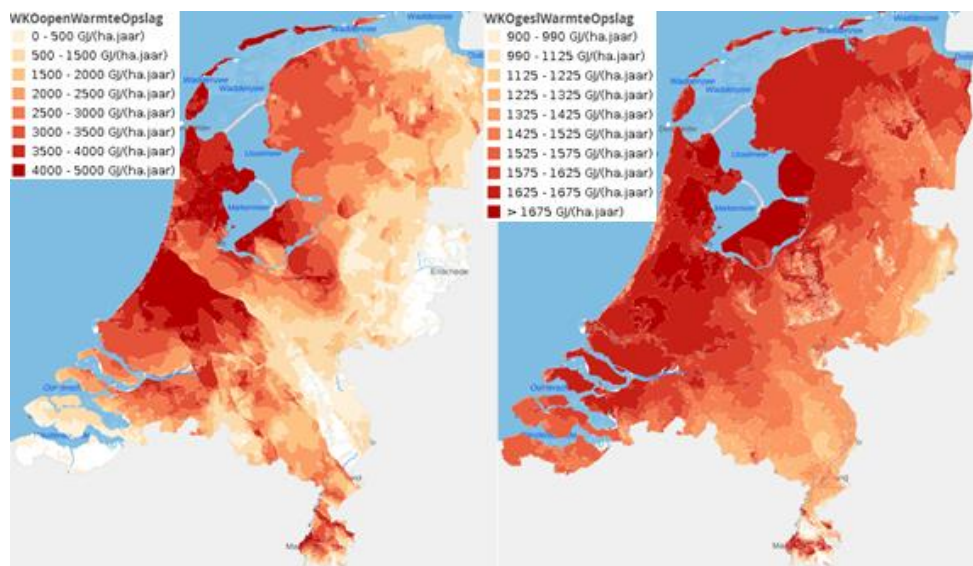 WKOopenWarmteOpslag
0 - 500 GJ/(ha.jaar)
500 - 1500 GJ/(ha.jaar)
1500 - 2000 GJ/(ha.jaar)
2000 - 2500 GJ/(ha.jaar)
2500 - 3000 GJ/(ha.jaar)
3000 - 3500 GJ/(ha.jaar)
3500 - 4000 GJ/(ha.jaar)
4000 - 5000 GJ/(ha.jaar)
Waddenzee
Waddenzee
Waddenzee
IJsselmeer
Markermeer
Enschede
WKOgeslWarmteOpslag
900 - 990 GJ/(ha.jaar)
990 - 1125 GJ/(ha.jaar)
1125 - 1225 GJ/(ha.jaar)
1225 - 1325 GJ/(ha.jaar)
1325 - 1425 GJ/(ha.jaar)
1425 - 1525 GJ/(ha.jaar)
1525 - 1575 GJ/(ha.jaar)
1575 - 1625 GJ/(ha.jaar)
1625 - 1675 GJ/(ha.jaar)
> 1675 GJ/(ha.jaar)
Waddenzee
Waddenzee
Waddenzee
IJsselmeer
Markermeer